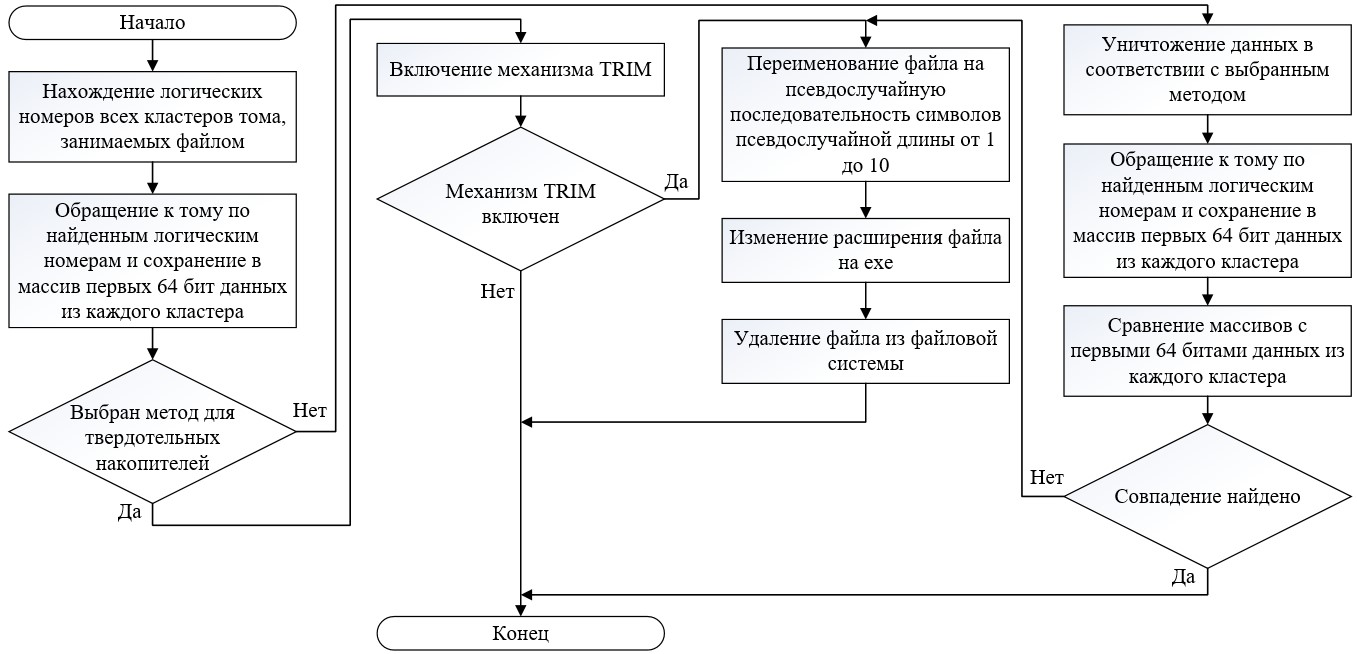 Начало
Нахождение логических
номеров всех кластеров тома,
занимаемых файлом
Обращение к тому по
найденным логическим
номерам и сохранение в
массив первых 64 бит данных
из каждого кластера
Выбран метод для
твердотельных
накопителей
Нет
Да
Включение механизма TRIM
Механизм TRIM
включен
Да
Нет
Переименование файла на
псевдослучайную
последовательность символов
псевдослучайной длины от 1
до 10
Изменение расширения файла
на exe
Удаление файла из файловой
системы
Уничтожение данных в
соответствии с выбранным
методом
Обращение к тому по
найденным логическим
номерам и сохранение в
массив первых 64 бит данных
из каждого кластера
Сравнение массивов с
первыми 64 битами данных из
каждого кластера
Совпадение найдено
Нет
Да
Конец